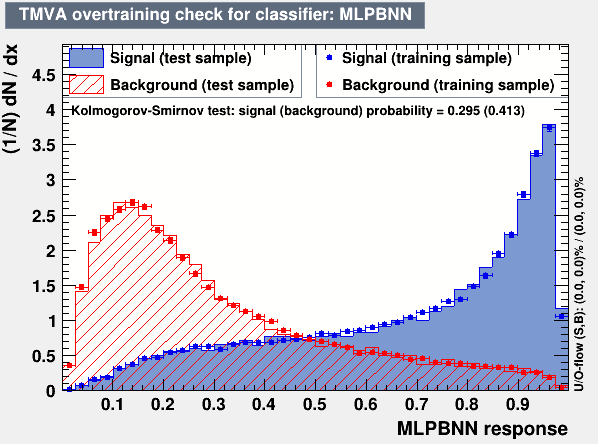 TMVA overtraining check for classifier: MLPBNN
(1/N) dN / dx
Signal (test sample)
Signal (training sample)
Background (test sample)
Background (training sample)
Kolmogorov-Smirnov test: signal (background) probability = 0.295 (0.413)
4.5
4
3.5
3
2.5
2
1.5
1
0.5
0
0.1 0.2 0.3 0.4 0.5 0.6 0.7 0.8 0.9
MLPBNN response
U/O-flow (S,B): (0.0, 0.0)% / (0.0, 0.0)%